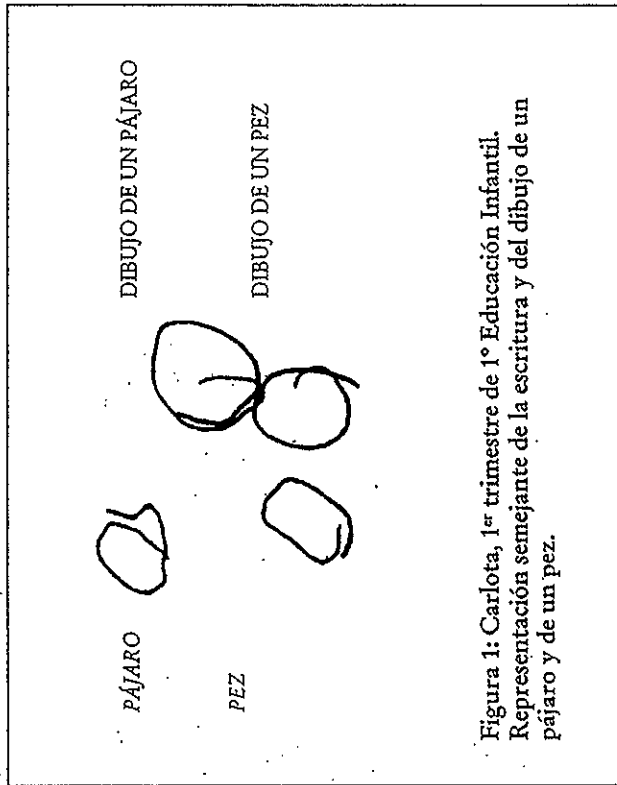 PÁJARO
DIBUJO DE UN PÁJARO
PEZ
DIBUJO DE UN PEZ
Figura 1: Carlota, 1er trimestre de 1º Educación Infantil.
Representación semejante de la escritura y del dibujo de un
pájaro y de un pez.